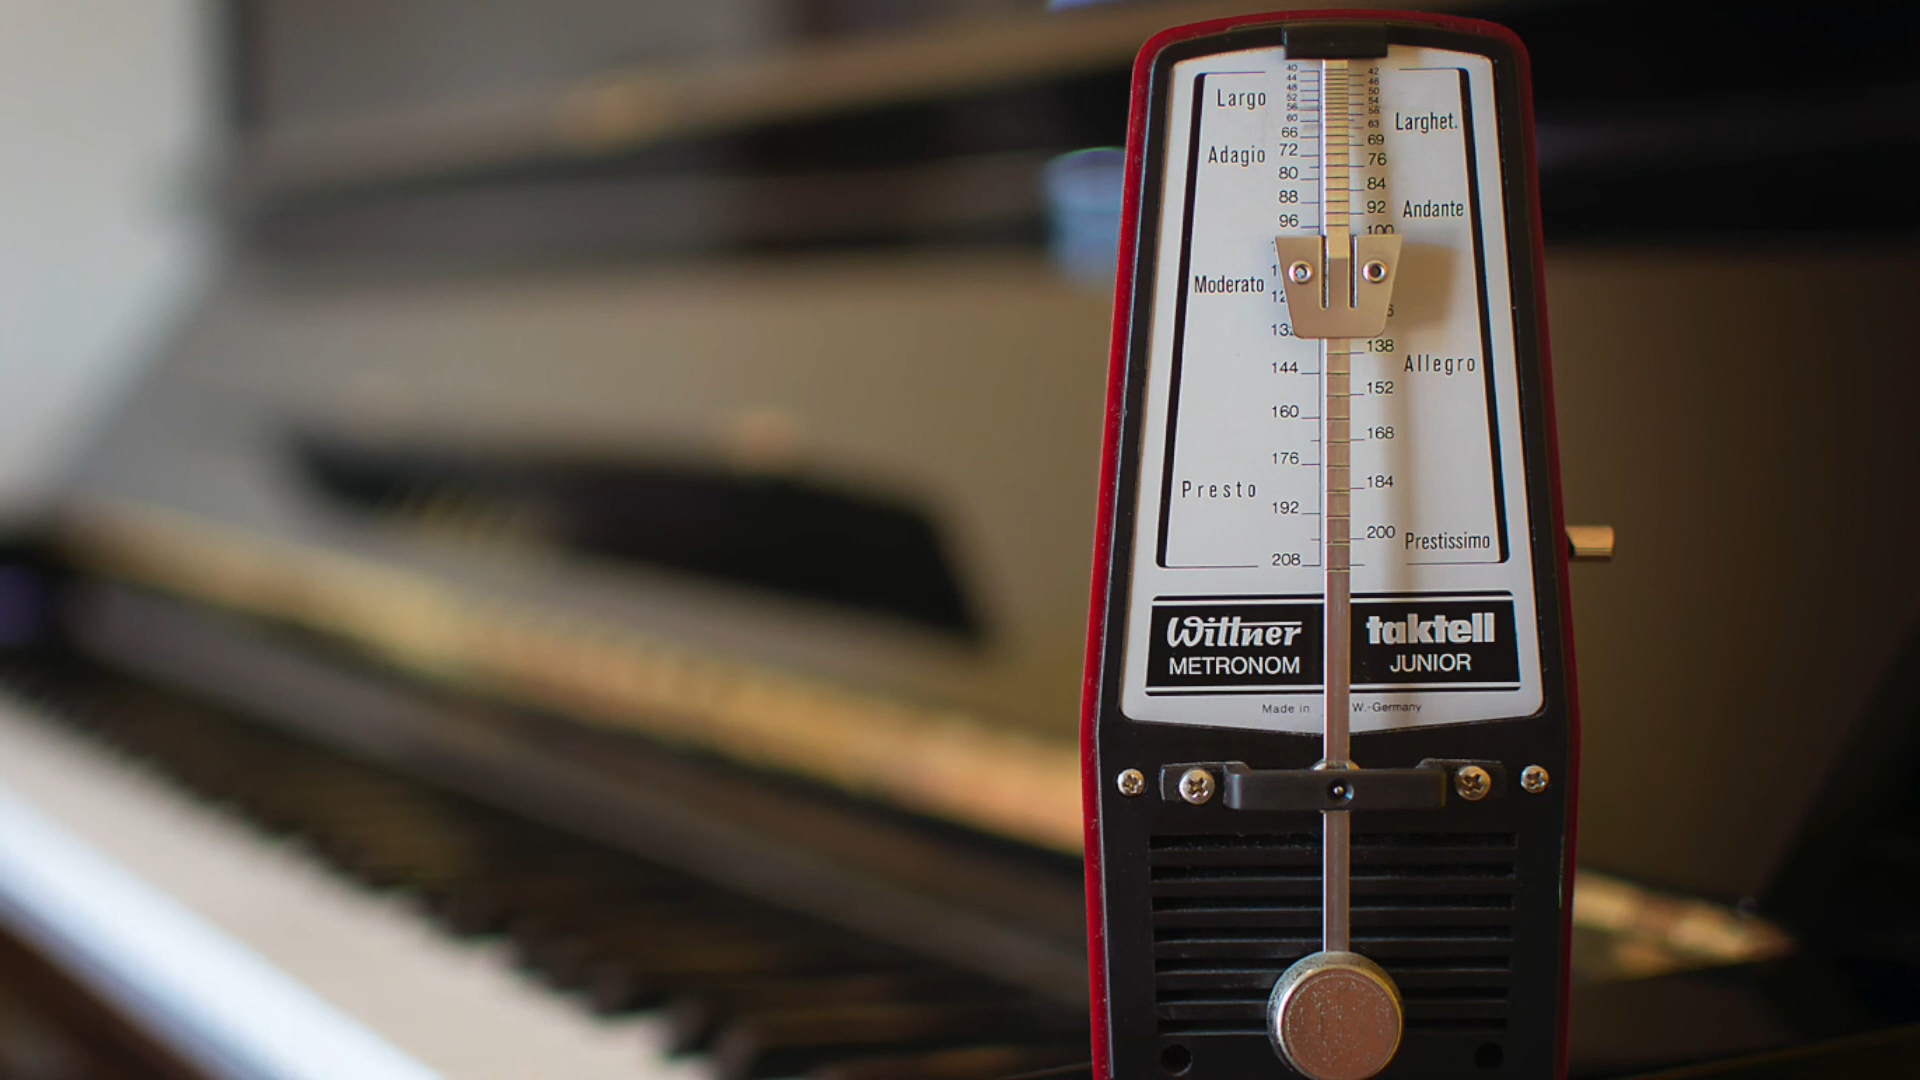 40 42
44 46
48 50
52 54
56 58
60 63
Largo
Larghet.
66 69
Adagio 72 76
80 84
88 92 Andante
96 100
Moderato
138
144 Allegro
152
160 168
176 184
Presto
192 200 Prestissimo
208
Wittner taktell
METRONOM JUNIOR
Made in W.-Germany